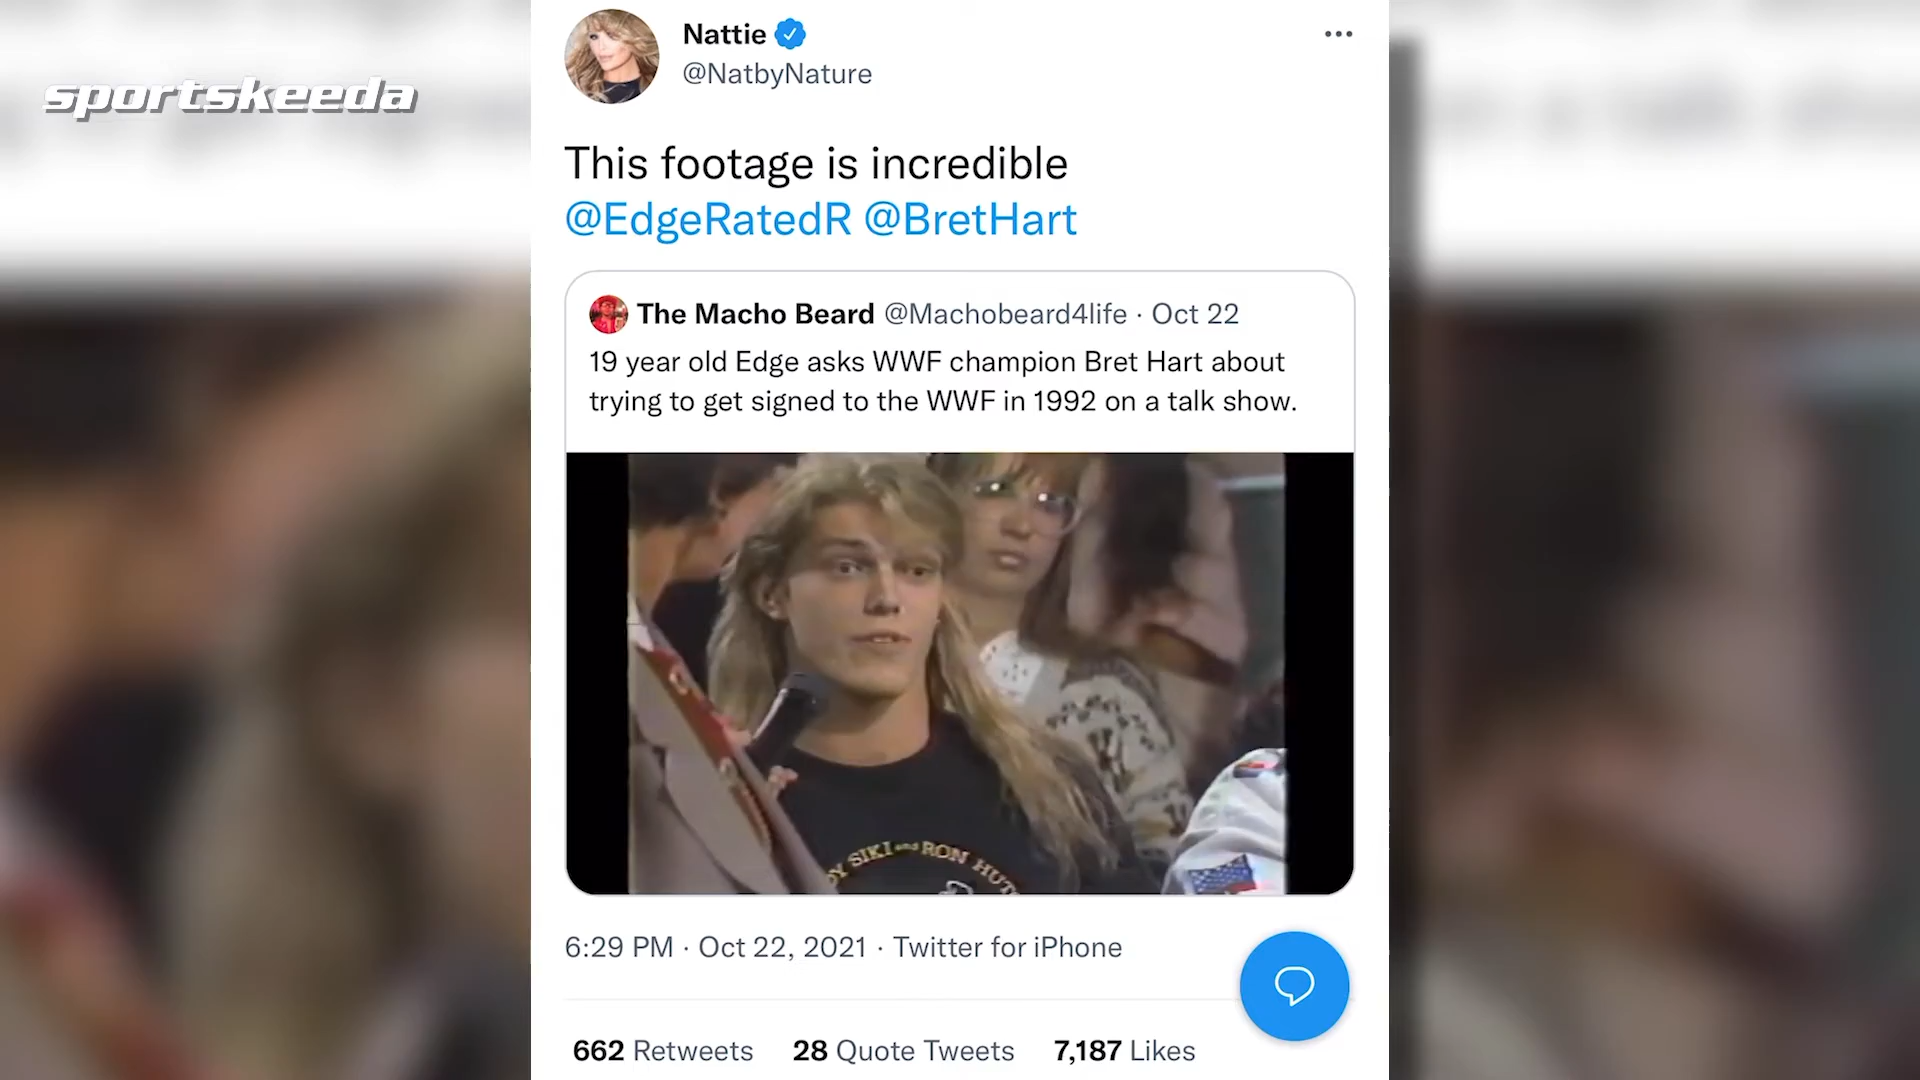 sportskeeda
Nattie
@NatbyNature
This footage is incredible
@EdgeRatedR @BretHart
The Macho Beard @Machobeard4life · Oct 22
19 year old Edge asks WWF champion Bret Hart about
trying to get signed to the WWF in 1992 on a talk show.
SIKI and RON
6:29 PM · Oct 22, 2021 · Twitter for iPhone
662 Retweets 28 Quote Tweets 7,187 Likes